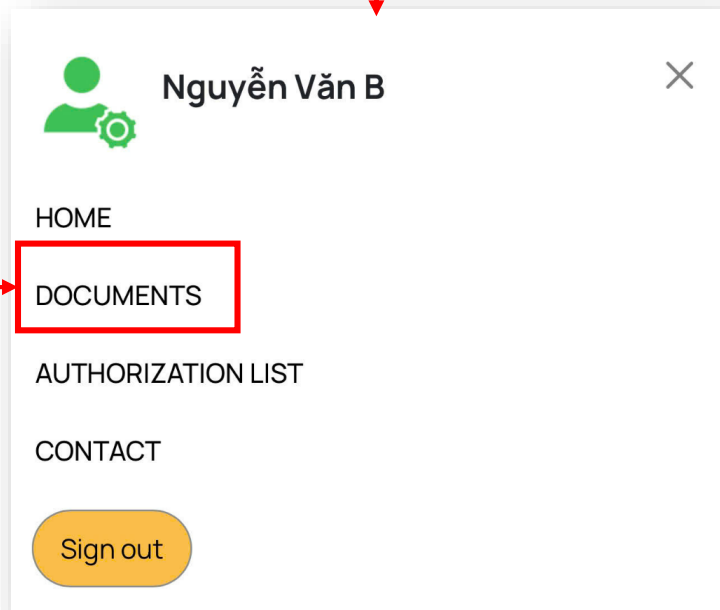 Nguyễn Văn B
HOME
DOCUMENTS
AUTHORIZATION LIST
CONTACT
Sign out